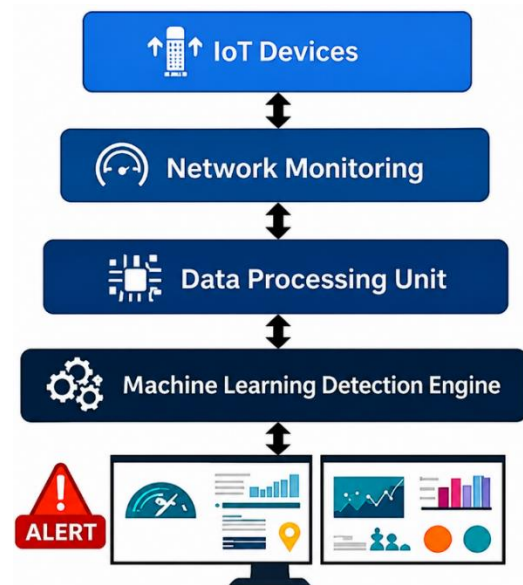 IoT Devices
Network Monitoring
Data Processing Unit
Machine Learning Detection Engine
ALERT